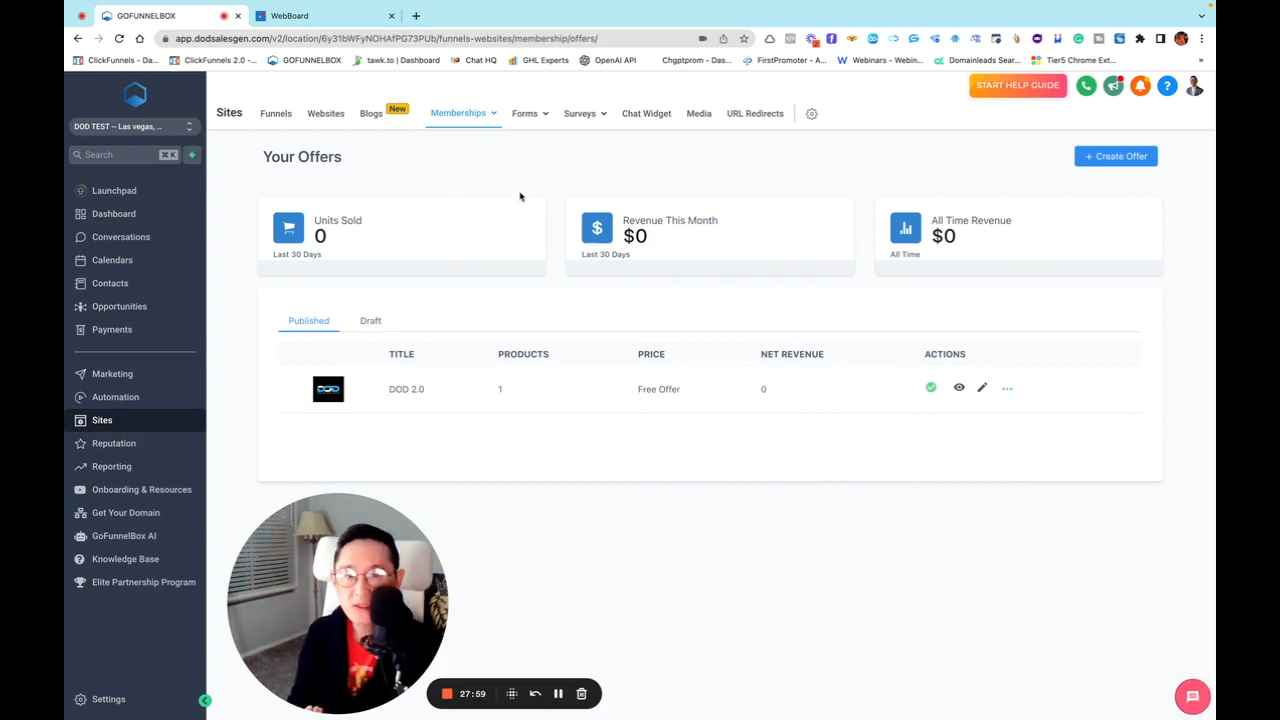 GOFUNNELBOX
WebBoard
app.dodsalesgen.com/v2/location/6y31bWFyNOHAfPG73PUb/funnels-websites/membership/offers/
ClickFunnels - Da...
ClickFunnels 2.0 -...
GOFUNNELBOX
tawk.to | Dashboard
Chat HQ
GHL Experts
OpenAI API
Chgpptprom - Das...
FirstPromoter - A...
Webinars – Webin...
Domainleads Sear...
Tier5 Chrome Ext...
START HELP GUIDE
Sites
Funnels
Websites
Blogs
New
Memberships
Forms
Surveys
Chat Widget
Media
URL Redirects
DOD TEST -- Las vegas, ...
Search
⌘ K
Launchpad
Dashboard
Conversations
Calendars
Contacts
Opportunities
Payments
Marketing
Automation
Sites
Reputation
Reporting
Onboarding & Resources
Get Your Domain
GoFunnelBox AI
Knowledge Base
Elite Partnership Program
Settings
Your Offers
+ Create Offer
Units Sold
0
Last 30 Days
Revenue This Month
$0
Last 30 Days
All Time Revenue
$0
All Time
Published
Draft
TITLE PRODUCTS PRICE NET REVENUE ACTIONS
DOD
DOD 2.0 1 Free Offer 0
27:59